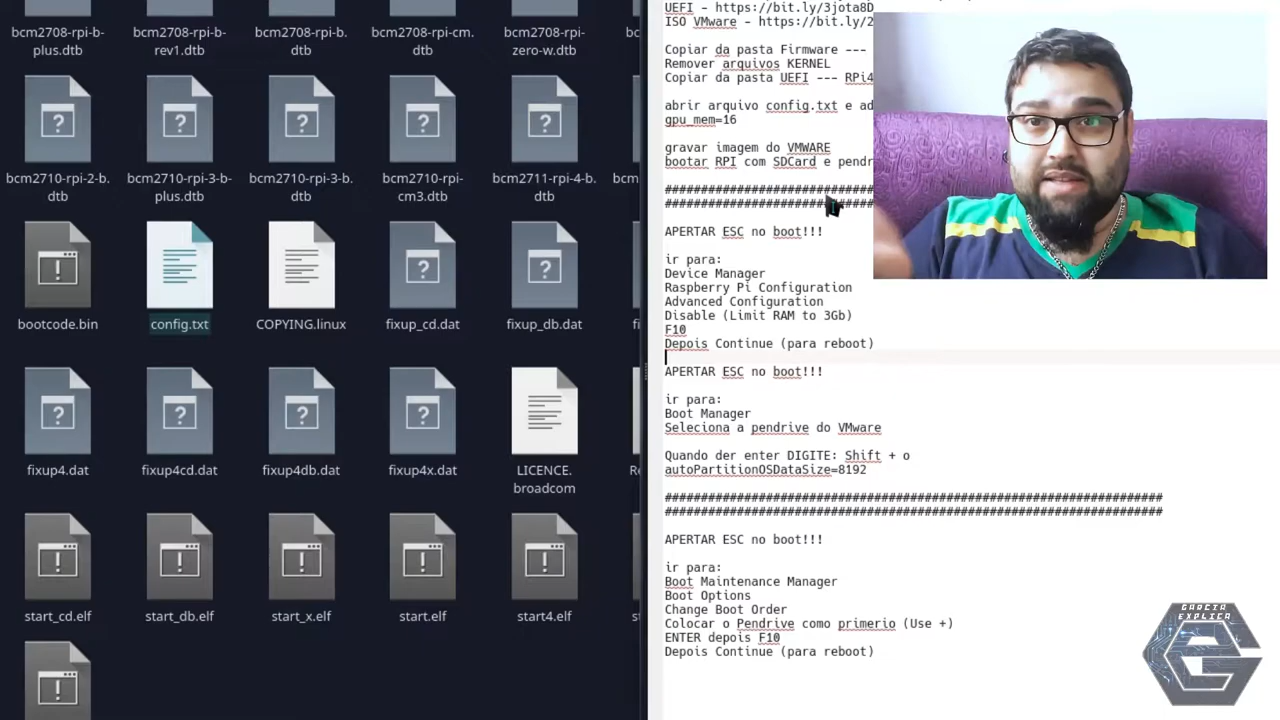 bcm2708-rpi-b-
plus.dtb
bcm2708-rpi-b-
rev1.dtb
bcm2708-rpi-b.
dtb
bcm2708-rpi-cm.
dtb
bcm2708-rpi-
zero-w.dtb
bcm2710-rpi-2-b.
dtb
bcm2710-rpi-3-b-
plus.dtb
bcm2710-rpi-3-b.
dtb
bcm2710-rpi-
cm3.dtb
bcm2711-rpi-4-b.
dtb
bootcode.bin
config.txt
COPYING.linux
fixup_cd.dat
fixup_db.dat
fixup4.dat
fixup4cd.dat
fixup4db.dat
fixup4x.dat
LICENCE.
broadcom
start_cd.elf
start_db.elf
start_x.elf
start.elf
start4.elf
UEFI - https://bit.ly/3jota8D
ISO VMware - https://bit.ly/2
Copiar da pasta Firmware ---
Remover arquivos KERNEL
Copiar da pasta UEFI --- RPi4
abrir arquivo config.txt e ad
gpu_mem=16
gravar imagem do VMWARE
bootar RPI com SDCard e pendr
#############################
#############################
APERTAR ESC no boot!!!
ir para:
Device Manager
Raspberry Pi Configuration
Advanced Configuration
Disable (Limit RAM to 3Gb)
F10
Depois Continue (para reboot)
APERTAR ESC no boot!!!
ir para:
Boot Manager
Seleciona a pendrive do VMware
Quando der enter DIGITE: Shift + o
autoPartitionOSDataSize=8192
#####################################################################
#####################################################################
APERTAR ESC no boot!!!
ir para:
Boot Maintenance Manager
Boot Options
Change Boot Order
Colocar o Pendrive como primerio (Use +)
ENTER depois F10
Depois Continue (para reboot)
GARCIA
EXPLICA